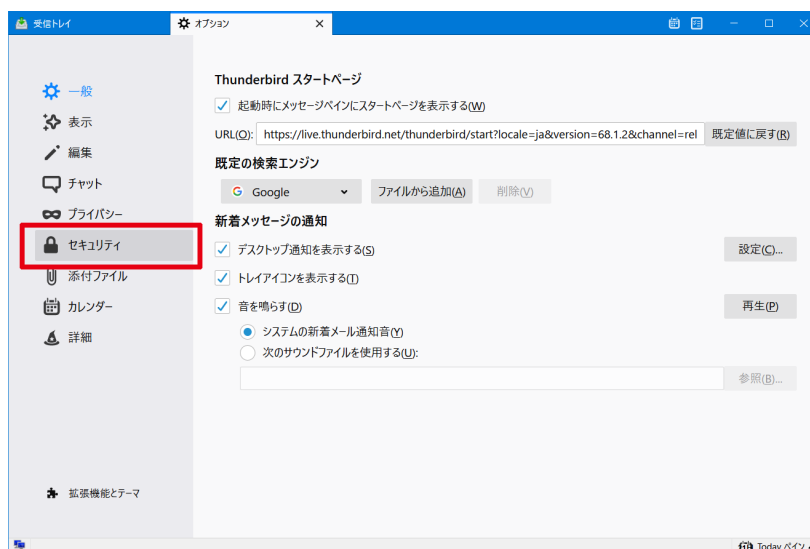 受信トレイ
オプション
一般
表示
編集
チャット
プライバシー
セキュリティ
添付ファイル
カレンダー
詳細
拡張機能とテーマ
Thunderbird スタートページ
起動時にメッセージペインにスタートページを表示する(W)
URL(O): https://live.thunderbird.net/thunderbird/start?locale=ja&version=68.1.2&channel=rel 既定値に戻す(R)
既定の検索エンジン
Google ファイルから追加(A) 削除(V)
新着メッセージの通知
デスクトップ通知を表示する(S) 設定(C)...
トレイアイコンを表示する(T)
音を鳴らす(D) 再生(P)
システムの新着メール通知音(Y)
次のサウンドファイルを使用する(U):
参照(B)...
Today ペイン